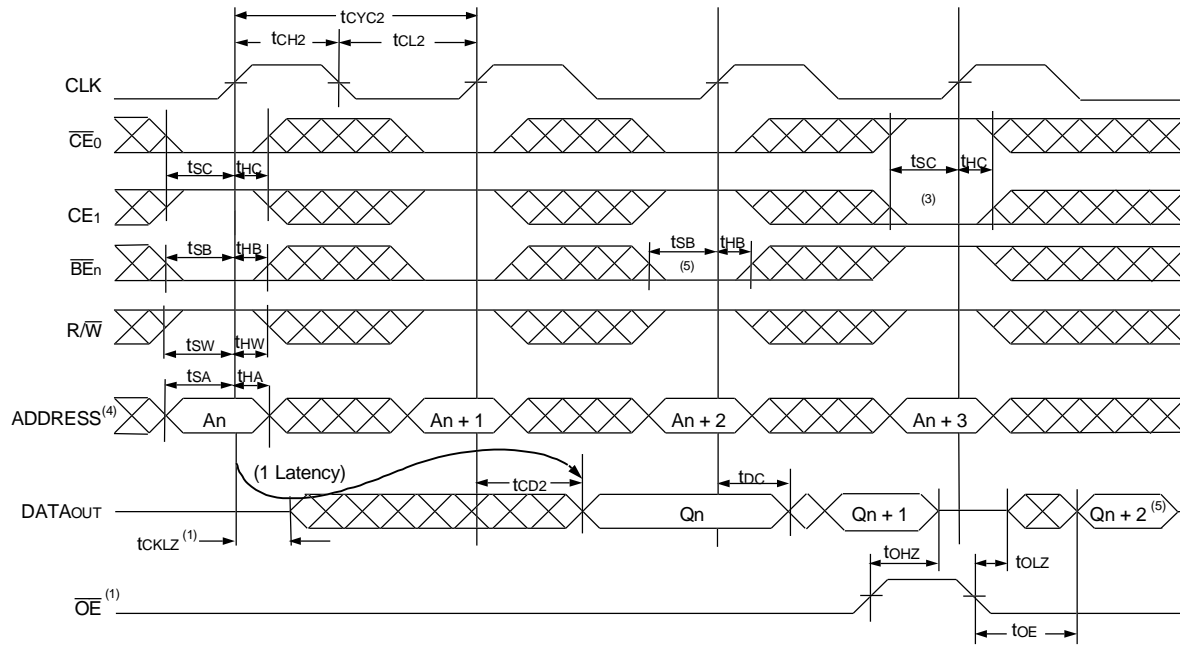 tCYC2
tCH2 tCL2
CLK
CE0
tSC tHC tSC tHC
CE1 (3)
tSB tHB tSB tHB
BEn (5)
R/W
tSW tHW
tSA tHA
ADDRESS(4) An An + 1 An + 2 An + 3
(1 Latency) tCD2 tDC
DATAOUT Qn Qn + 1 Qn + 2 (5)
tCKLZ (1) tOHZ tOLZ
OE (1)
tOE